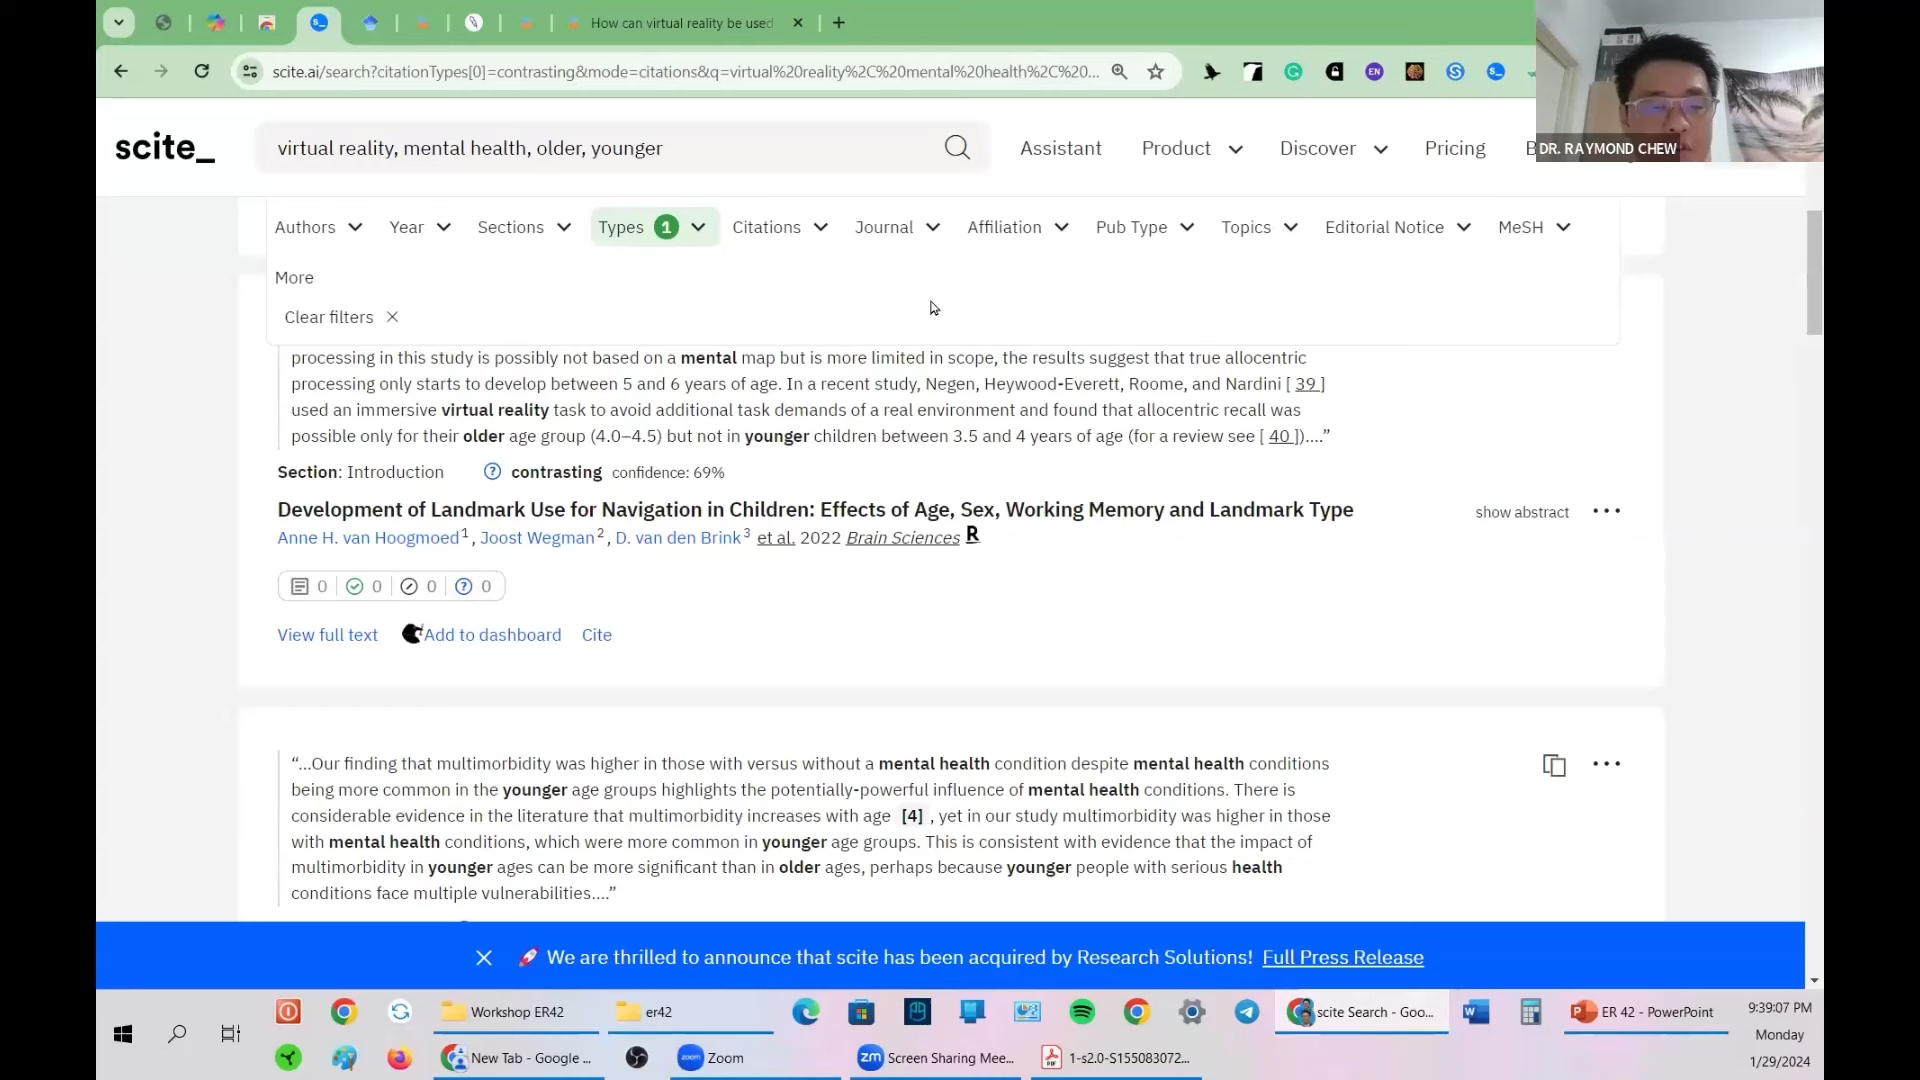 How can virtual reality be used
scite.ai/search?citationTypes[0]=contrasting&mode=citations&q=virtual%20reality%2C%20mental%20health%2C%20...
EN
scite_
virtual reality, mental health, older, younger
Assistant
Product
Discover
Pricing
DR. RAYMOND CHEW
Authors
Year
Sections
Types 1
Citations
Journal
Affiliation
Pub Type
Topics
Editorial Notice
MeSH
More
Clear filters
processing in this study is possibly not based on a mental map but is more limited in scope, the results suggest that true allocentric
processing only starts to develop between 5 and 6 years of age. In a recent study, Negen, Heywood-Everett, Roome, and Nardini [ 39 ]
used an immersive virtual reality task to avoid additional task demands of a real environment and found that allocentric recall was
possible only for their older age group (4.0–4.5) but not in younger children between 3.5 and 4 years of age (for a review see [ 40 ])....”
Section: Introduction ? contrasting confidence: 69%
Development of Landmark Use for Navigation in Children: Effects of Age, Sex, Working Memory and Landmark Type
show abstract
Anne H. van Hoogmoed1, Joost Wegman2, D. van den Brink3 et al. 2022 Brain Sciences R
0 0 0 ? 0
View full text Add to dashboard Cite
“...Our finding that multimorbidity was higher in those with versus without a mental health condition despite mental health conditions
being more common in the younger age groups highlights the potentially-powerful influence of mental health conditions. There is
considerable evidence in the literature that multimorbidity increases with age [4] , yet in our study multimorbidity was higher in those
with mental health conditions, which were more common in younger age groups. This is consistent with evidence that the impact of
multimorbidity in younger ages can be more significant than in older ages, perhaps because younger people with serious health
conditions face multiple vulnerabilities....”
We are thrilled to announce that scite has been acquired by Research Solutions! Full Press Release
Workshop ER42
er42
scite Search - Goo...
ER 42 - PowerPoint
9:39:07 PM
Monday
1/29/2024
New Tab - Google ...
zoom Zoom
zm Screen Sharing Mee...
1-s2.0-S155083072...